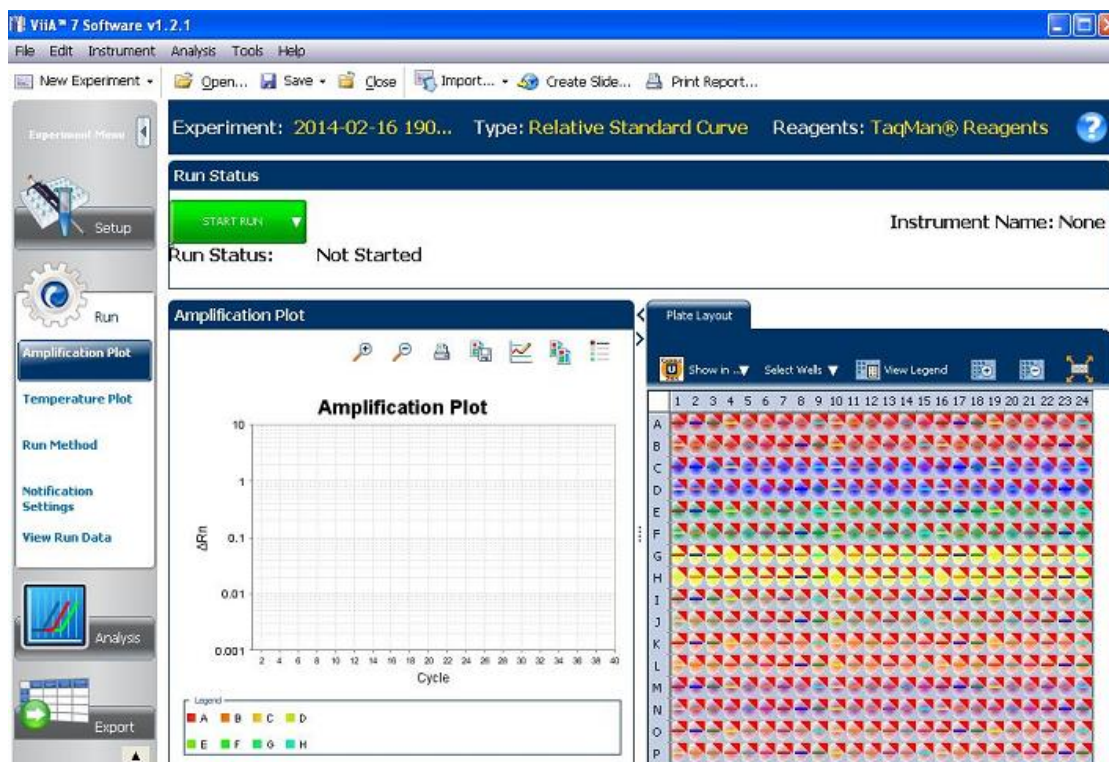 ViiA™ 7 Software v1.2.1
File Edit Instrument Analysis Tools Help
New Experiment Open... Save Close Import... Create Slide... Print Report...
Experiment Menu
Experiment: 2014-02-16 190... Type: Relative Standard Curve Reagents: TaqMan® Reagents ?
Run Status
START RUN
Instrument Name: None
Run Status: Not Started
Setup
Run
Amplification Plot
Temperature Plot
Run Method
Notification
Settings
View Run Data
Analysis
Export
Amplification Plot
Amplification Plot
10
1
0.1
0.01
0.001
ΔRn
2 4 6 8 10 12 14 16 18 20 22 24 26 28 30 32 34 36 38 40
Cycle
Legend
A B C D
E F G H
Plate Layout
U Show in ... Select Wells View Legend
1 2 3 4 5 6 7 8 9 10 11 12 13 14 15 16 17 18 19 20 21 22 23 24
A
B
C
D
E
F
G
H
I
J
K
L
M
N
O
P